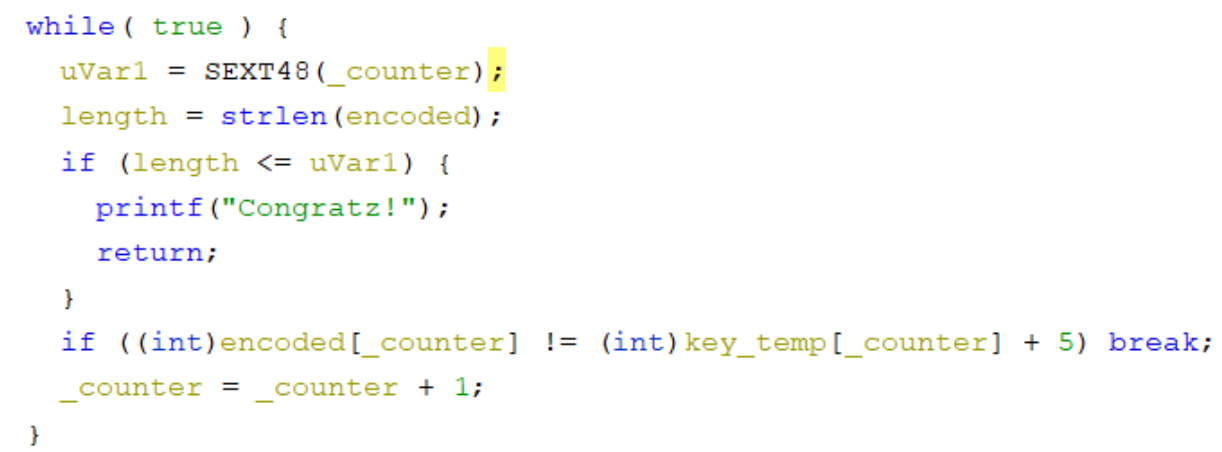 while( true ) {
uVar1 = SEXT48(_counter);
length = strlen(encoded);
if (length <= uVar1) {
printf("Congratz!");
return;
}
if ((int)encoded[_counter] != (int)key_temp[_counter] + 5) break;
_counter = _counter + 1;
}